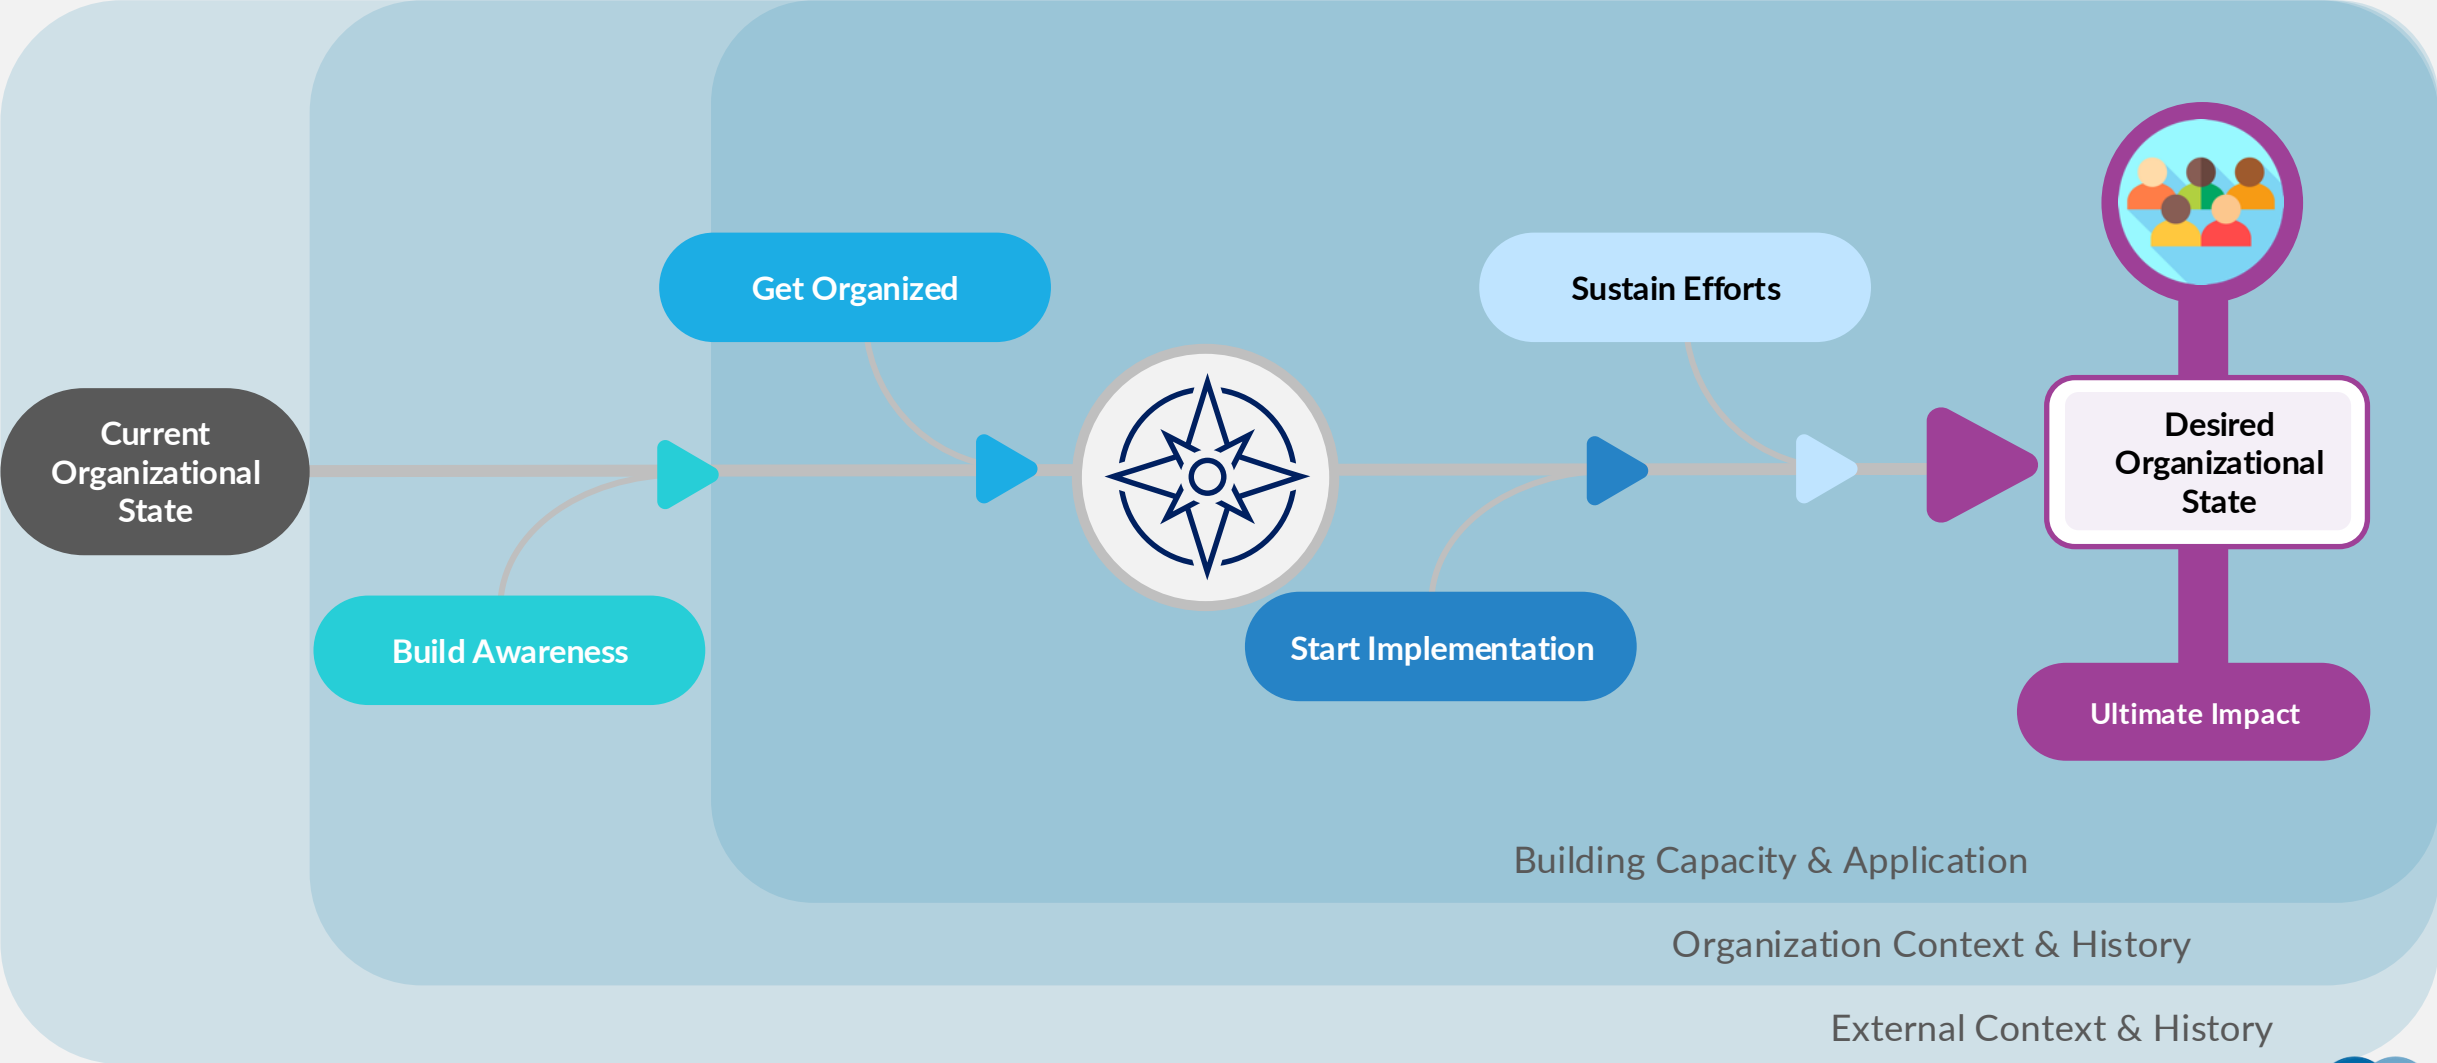 Get Organized
Sustain Efforts
Current
Organizational
State
Desired
Organizational
State
Build Awareness
Start Implementation
Ultimate Impact
Building Capacity & Application
Organization Context & History
External Context & History